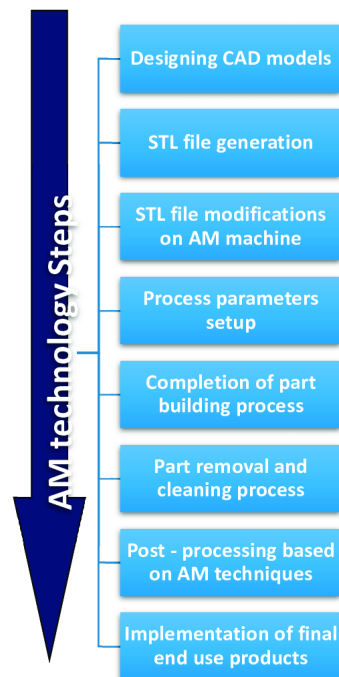 AM technology Steps
Designing CAD models
STL file generation
STL file modifications
on AM machine
Process parameters
setup
Completion of part
building process
Part removal and
cleaning process
Post - processing based
on AM techniques
Implementation of final
end use products